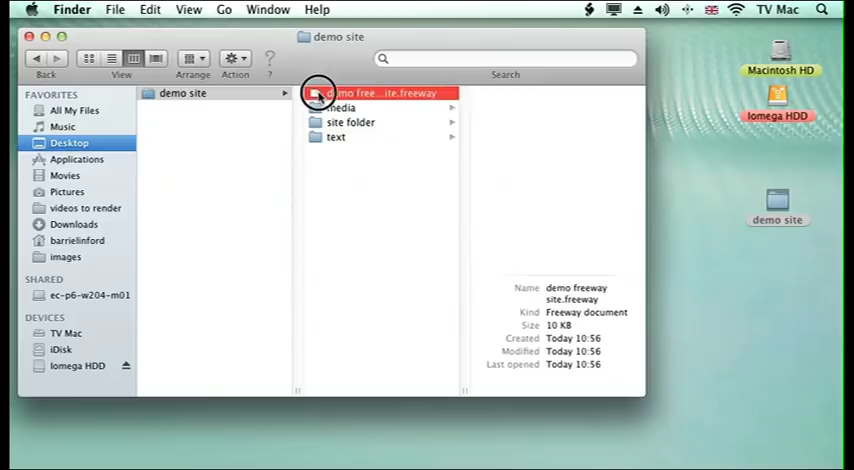 Finder File Edit View Go Window Help TV Mac
demo site
Back View Arrange Action ? Search
FAVORITES
All My Files
Music
Desktop
Applications
Movies
Pictures
videos to render
Downloads
barrielinford
images
SHARED
ec-p6-w204-m01
DEVICES
TV Mac
iDisk
Iomega HDD
demo site
demo free...ite.freeway
media
site folder
text
Name demo freeway
site.freeway
Kind Freeway document
Size 10 KB
Created Today 10:56
Modified Today 10:56
Last opened Today 10:56
Macintosh HD
Iomega HDD
demo site